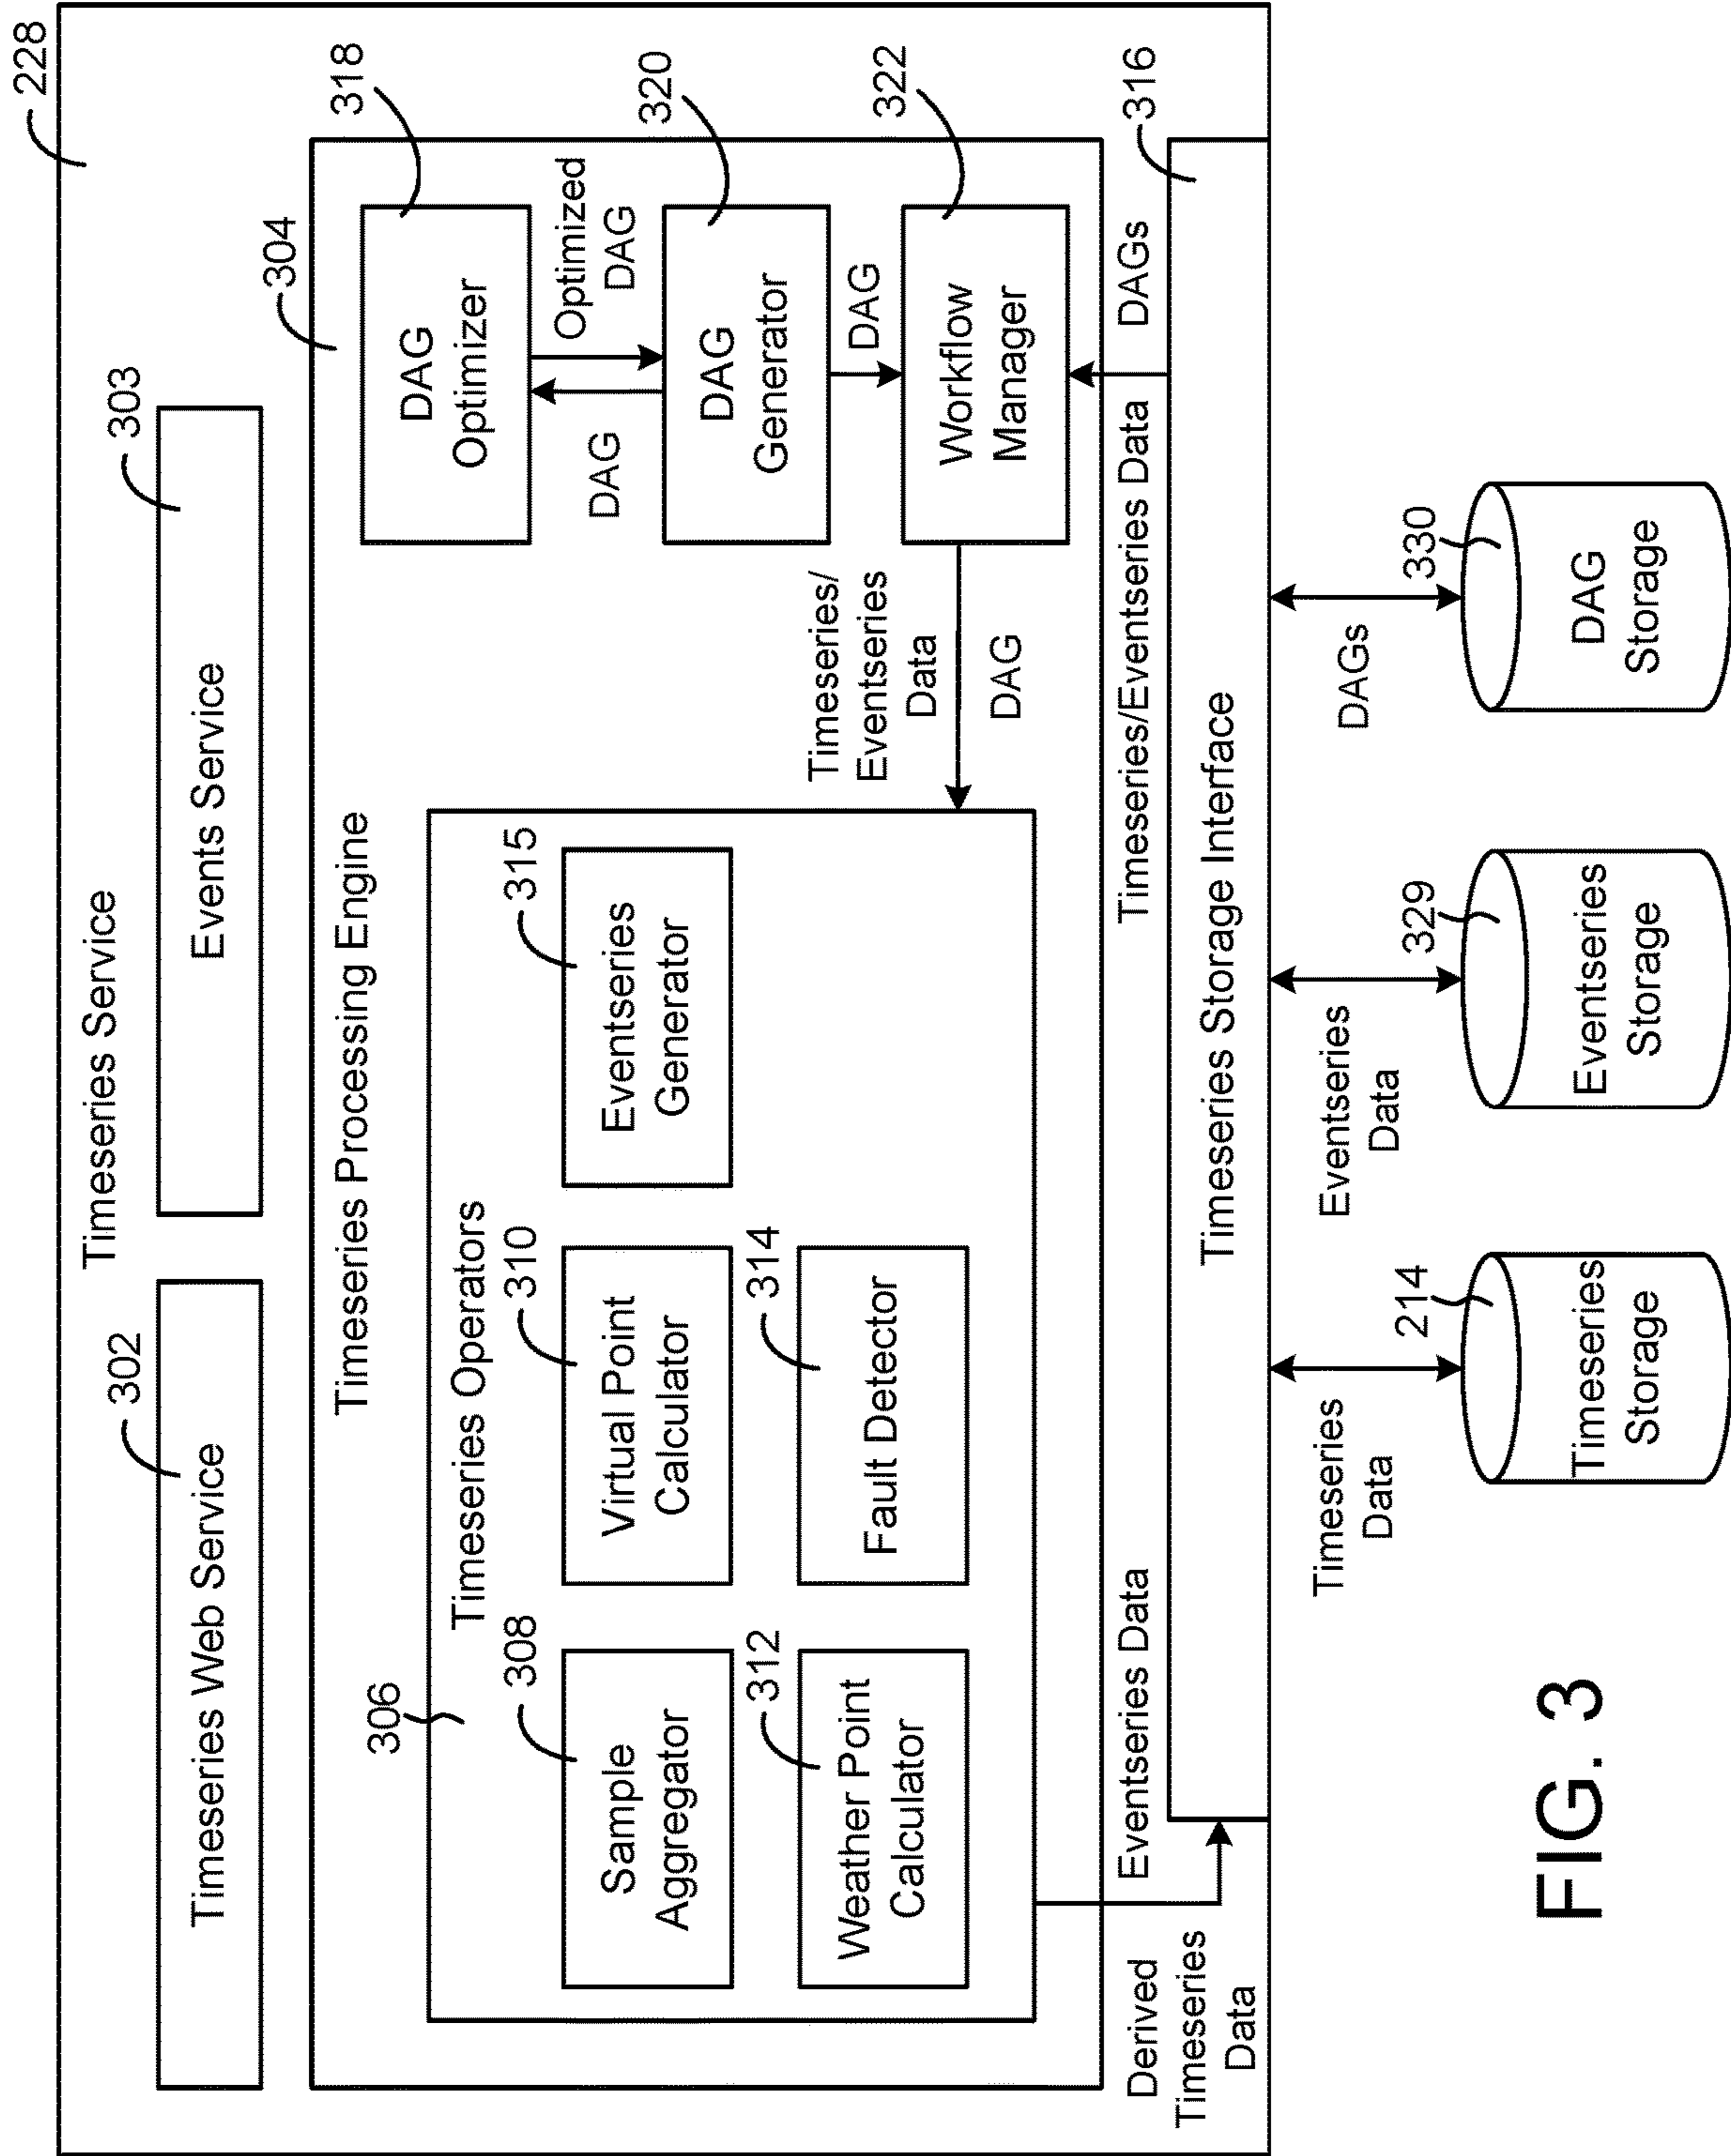 228
Timeseries Service
302
Timeseries Web Service
303
Events Service
304
Timeseries Processing Engine
306
Timeseries Operators
308
Sample
Aggregator
310
Virtual Point
Calculator
315
Eventseries
Generator
312
Weather Point
Calculator
314
Fault Detector
318
DAG
Optimizer
DAG
Optimized
DAG
320
DAG
Generator
DAG
322
Workflow
Manager
Timeseries/
Eventseries
Data
DAG
Derived
Timeseries
Data
Eventseries Data
Timeseries/Eventseries Data
DAGs
316
Timeseries Storage Interface
Timeseries
Data
Eventseries
Data
DAGs
214
Timeseries
Storage
329
Eventseries
Storage
330
DAG
Storage
FIG. 3